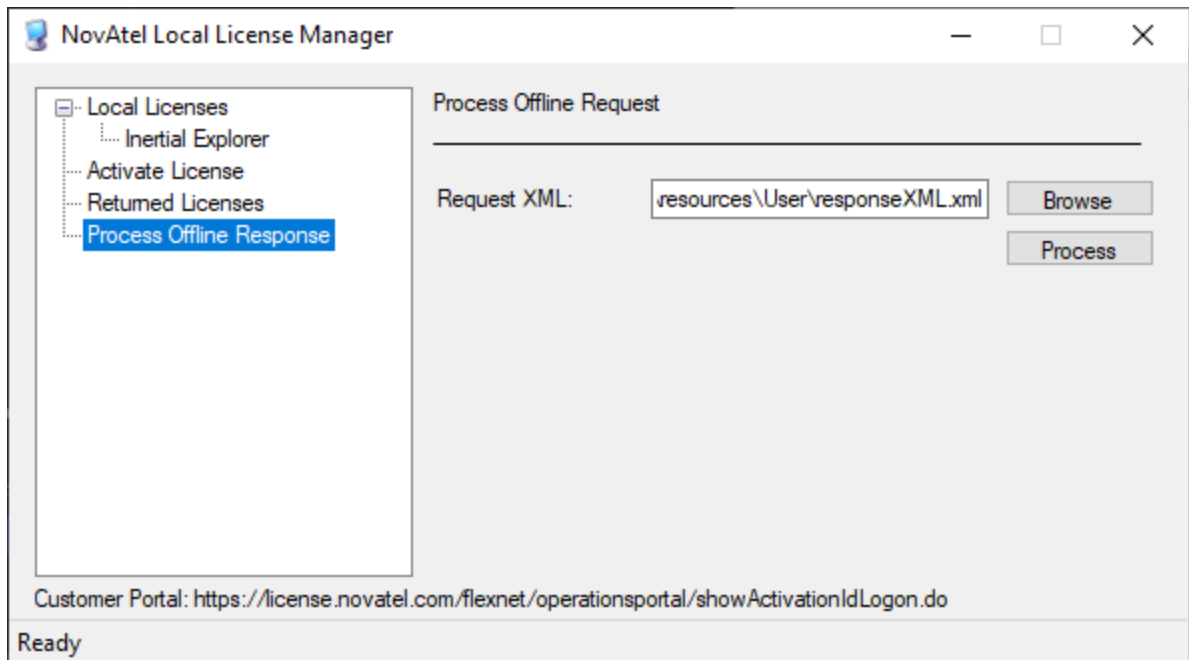 NovAtel Local License Manager
Local Licenses
Inertial Explorer
Activate License
Returned Licenses
Process Offline Response
Process Offline Request
Request XML: \resources\User\responseXML.xml Browse
Process
Customer Portal: https://license.novatel.com/flexnet/operationsportal/showActivationIdLogon.do
Ready